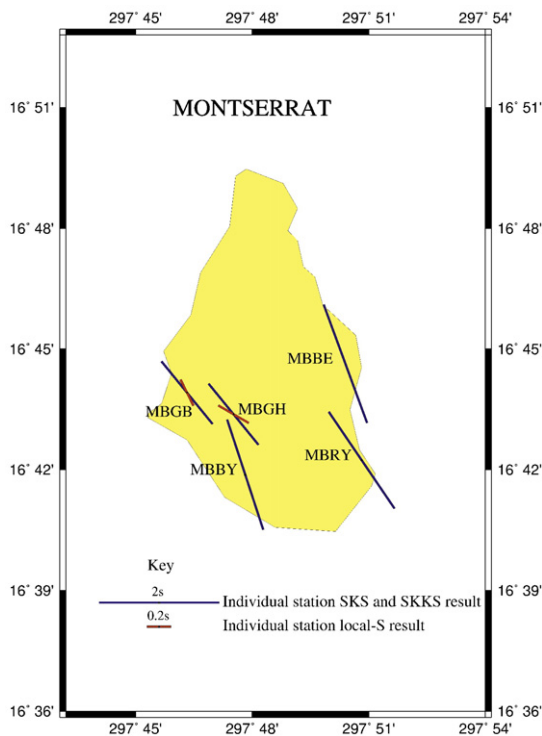 297° 45' 297° 48' 297° 51' 297° 54'
16° 51' 16° 51'
MONTSERRAT
16° 48' 16° 48'
16° 45' 16° 45'
MBBE
MBGB MBGH
MBBY MBRY
16° 42' 16° 42'
Key
2s
16° 39' 16° 39'
Individual station SKS and SKKS result
0.2s
Individual station local-S result
16° 36' 16° 36'
297° 45' 297° 48' 297° 51' 297° 54'